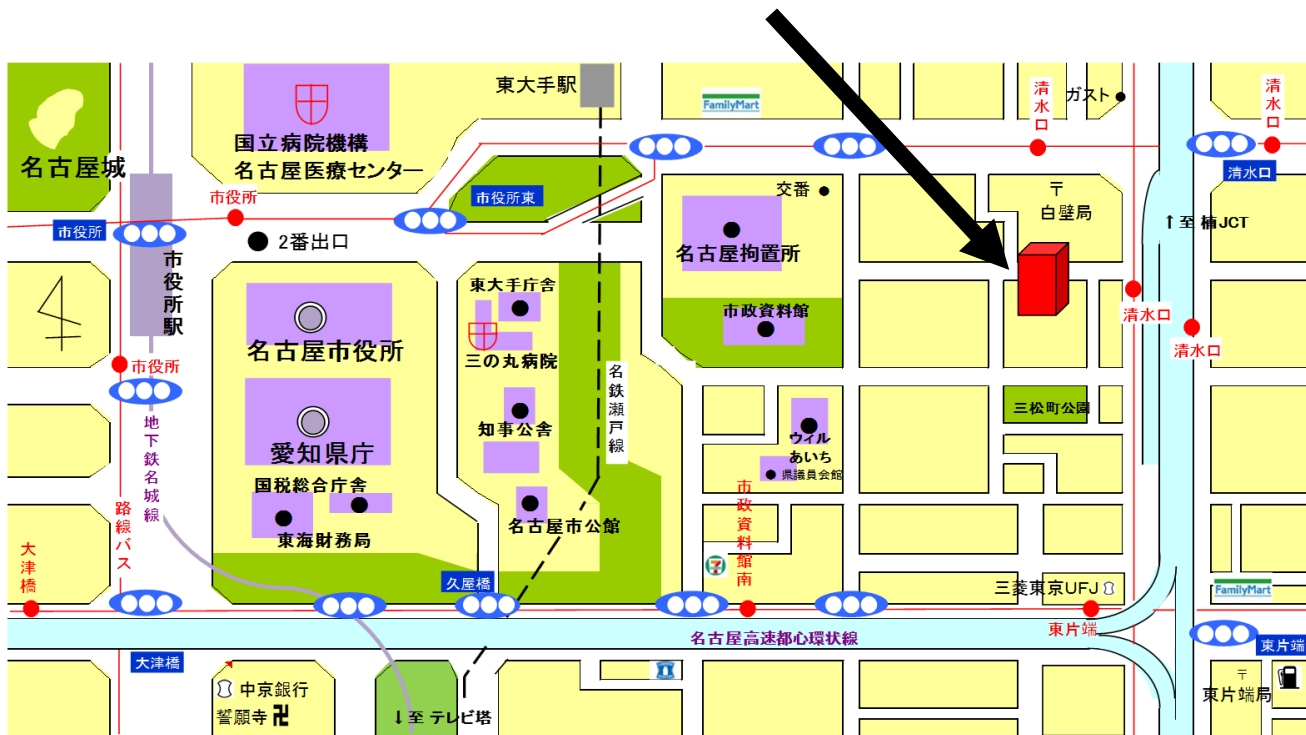 東大手駅
FamilyMart
清水口
ガスト
清水口
国立病院機構
名古屋医療センター
名古屋城
市役所
市役所東
清水口
交番
〒
白壁局
市役所
2番出口
名古屋拘置所
↑至 楠JCT
市役所駅
東大手庁舎
市政資料館
清水口
清水口
名古屋市役所
三の丸病院
市役所
名鉄瀬戸線
三松町公園
地下鉄名城線
知事公舎
ウィル
あいち
愛知県庁
県議員会館
国税総合庁舎
市政資料館南
路線バス
名古屋市公館
東海財務局
大津橋
7
久屋橋
三菱東京UFJ
FamilyMart
東片端
名古屋高速都心環状線
東片端
大津橋
〒
中京銀行
東片端局
誓願寺卍
↓至 テレビ塔